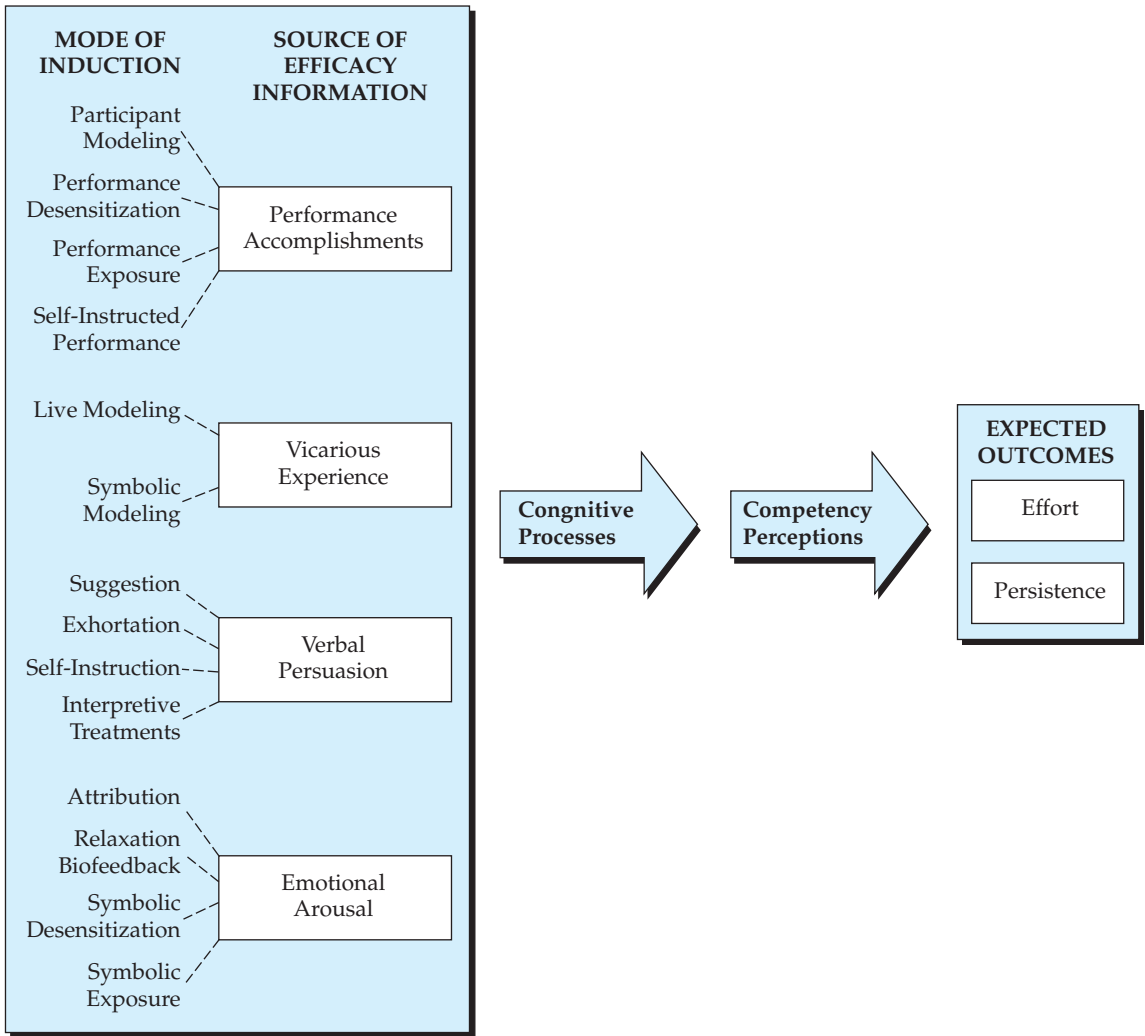 MODE OF
INDUCTION
SOURCE OF
EFFICACY
INFORMATION
Participant
Modeling
Performance
Desensitization
Performance
Exposure
Self-Instructed
Performance
Performance
Accomplishments
Live Modeling
Symbolic
Modeling
Vicarious
Experience
Suggestion
Exhortation
Self-Instruction
Interpretive
Treatments
Verbal
Persuasion
Attribution
Relaxation
Biofeedback
Symbolic
Desensitization
Symbolic
Exposure
Emotional
Arousal
Congnitive
Processes
Competency
Perceptions
EXPECTED
OUTCOMES
Effort
Persistence